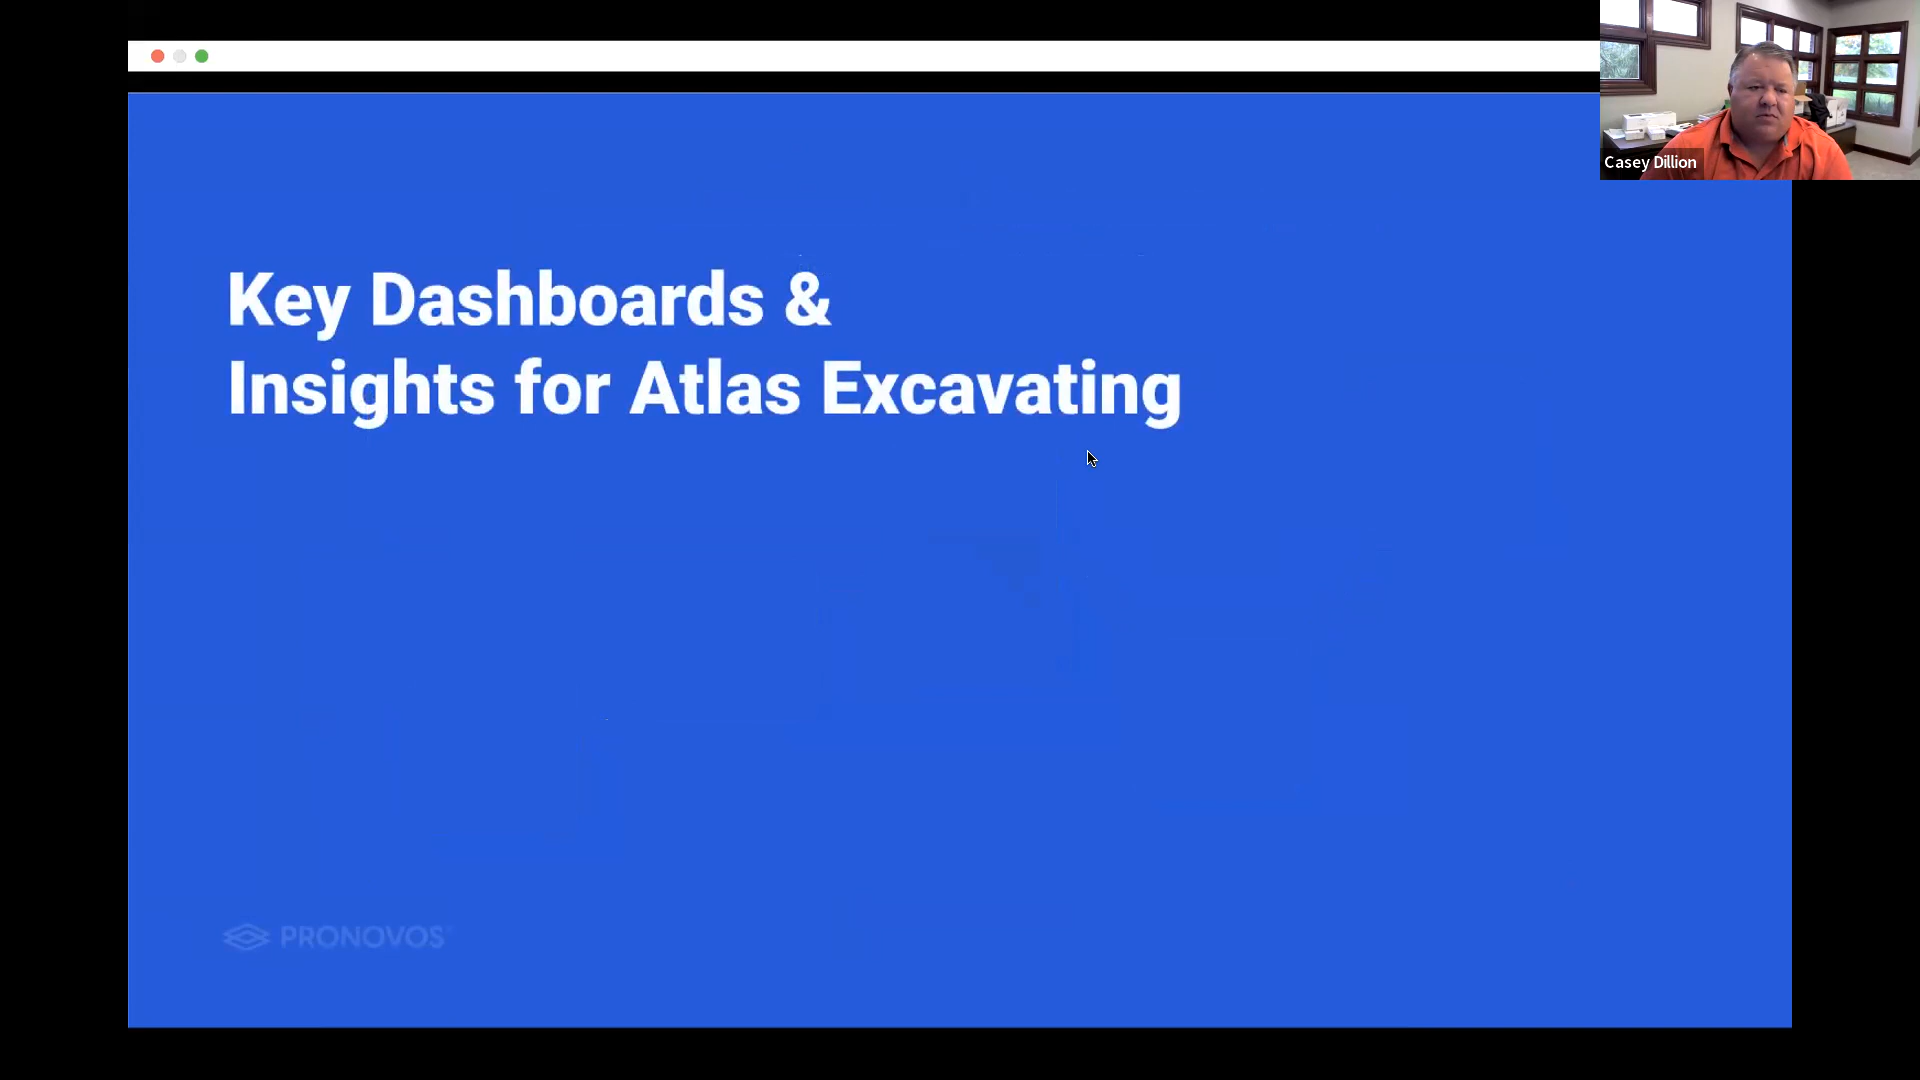 Casey Dillion
Key Dashboards &
Insights for Atlas Excavating
PRONOVOS